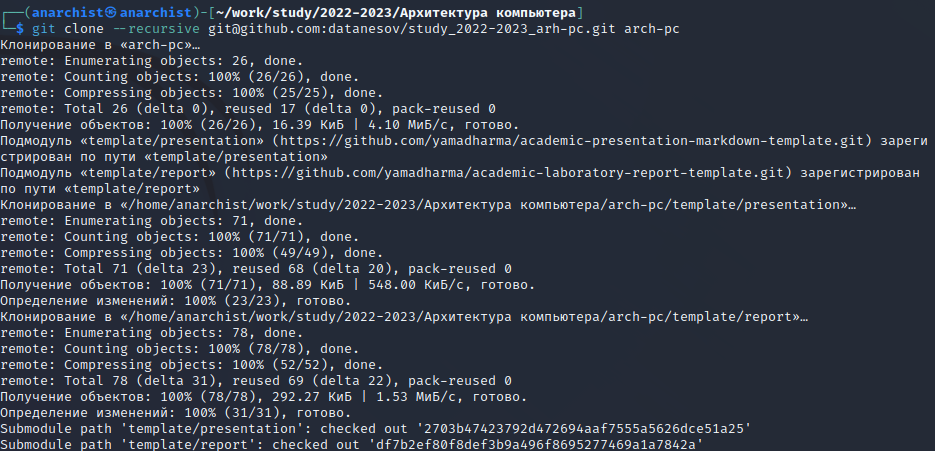 ┌──(anarchist㉿anarchist)-[~/work/study/2022-2023/Архитектура компьютера]
└─$ git clone --recursive git@github.com:datanesov/study_2022-2023_arh-pc.git arch-pc
Клонирование в «arch-pc»…
remote: Enumerating objects: 26, done.
remote: Counting objects: 100% (26/26), done.
remote: Compressing objects: 100% (25/25), done.
remote: Total 26 (delta 0), reused 17 (delta 0), pack-reused 0
Получение объектов: 100% (26/26), 16.39 КиБ | 4.10 МиБ/с, готово.
Подмодуль «template/presentation» (https://github.com/yamadharma/academic-presentation-markdown-template.git) зареги
стрирован по пути «template/presentation»
Подмодуль «template/report» (https://github.com/yamadharma/academic-laboratory-report-template.git) зарегистрирован
по пути «template/report»
Клонирование в «/home/anarchist/work/study/2022-2023/Архитектура компьютера/arch-pc/template/presentation»…
remote: Enumerating objects: 71, done.
remote: Counting objects: 100% (71/71), done.
remote: Compressing objects: 100% (49/49), done.
remote: Total 71 (delta 23), reused 68 (delta 20), pack-reused 0
Получение объектов: 100% (71/71), 88.89 КиБ | 548.00 КиБ/с, готово.
Определение изменений: 100% (23/23), готово.
Клонирование в «/home/anarchist/work/study/2022-2023/Архитектура компьютера/arch-pc/template/report»…
remote: Enumerating objects: 78, done.
remote: Counting objects: 100% (78/78), done.
remote: Compressing objects: 100% (52/52), done.
remote: Total 78 (delta 31), reused 69 (delta 22), pack-reused 0
Получение объектов: 100% (78/78), 292.27 КиБ | 1.53 МиБ/с, готово.
Определение изменений: 100% (31/31), готово.
Submodule path 'template/presentation': checked out '2703b47423792d472694aaf7555a5626dce51a25'
Submodule path 'template/report': checked out 'df7b2ef80f8def3b9a496f8695277469a1a7842a'